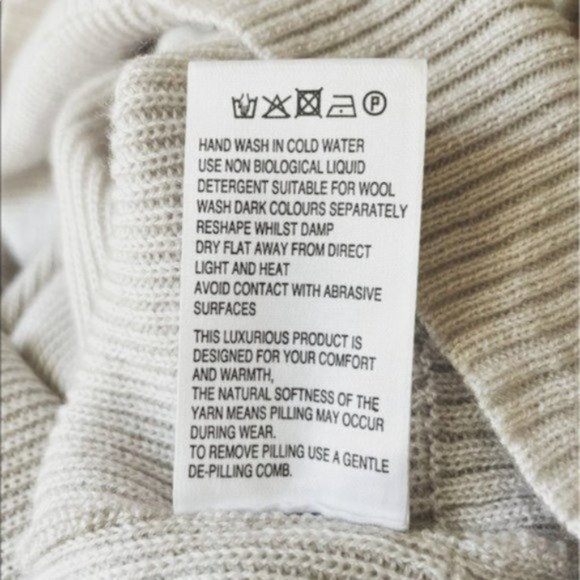 P
HAND WASH IN COLD WATER
USE NON BIOLOGICAL LIQUID
DETERGENT SUITABLE FOR WOOL
WASH DARK COLOURS SEPARATELY
RESHAPE WHILST DAMP
DRY FLAT AWAY FROM DIRECT
LIGHT AND HEAT
AVOID CONTACT WITH ABRASIVE
SURFACES
THIS LUXURIOUS PRODUCT IS
DESIGNED FOR YOUR COMFORT
AND WARMTH,
THE NATURAL SOFTNESS OF THE
YARN MEANS PILLING MAY OCCUR
DURING WEAR.
TO REMOVE PILLING USE A GENTLE
DE-PILLING COMB.